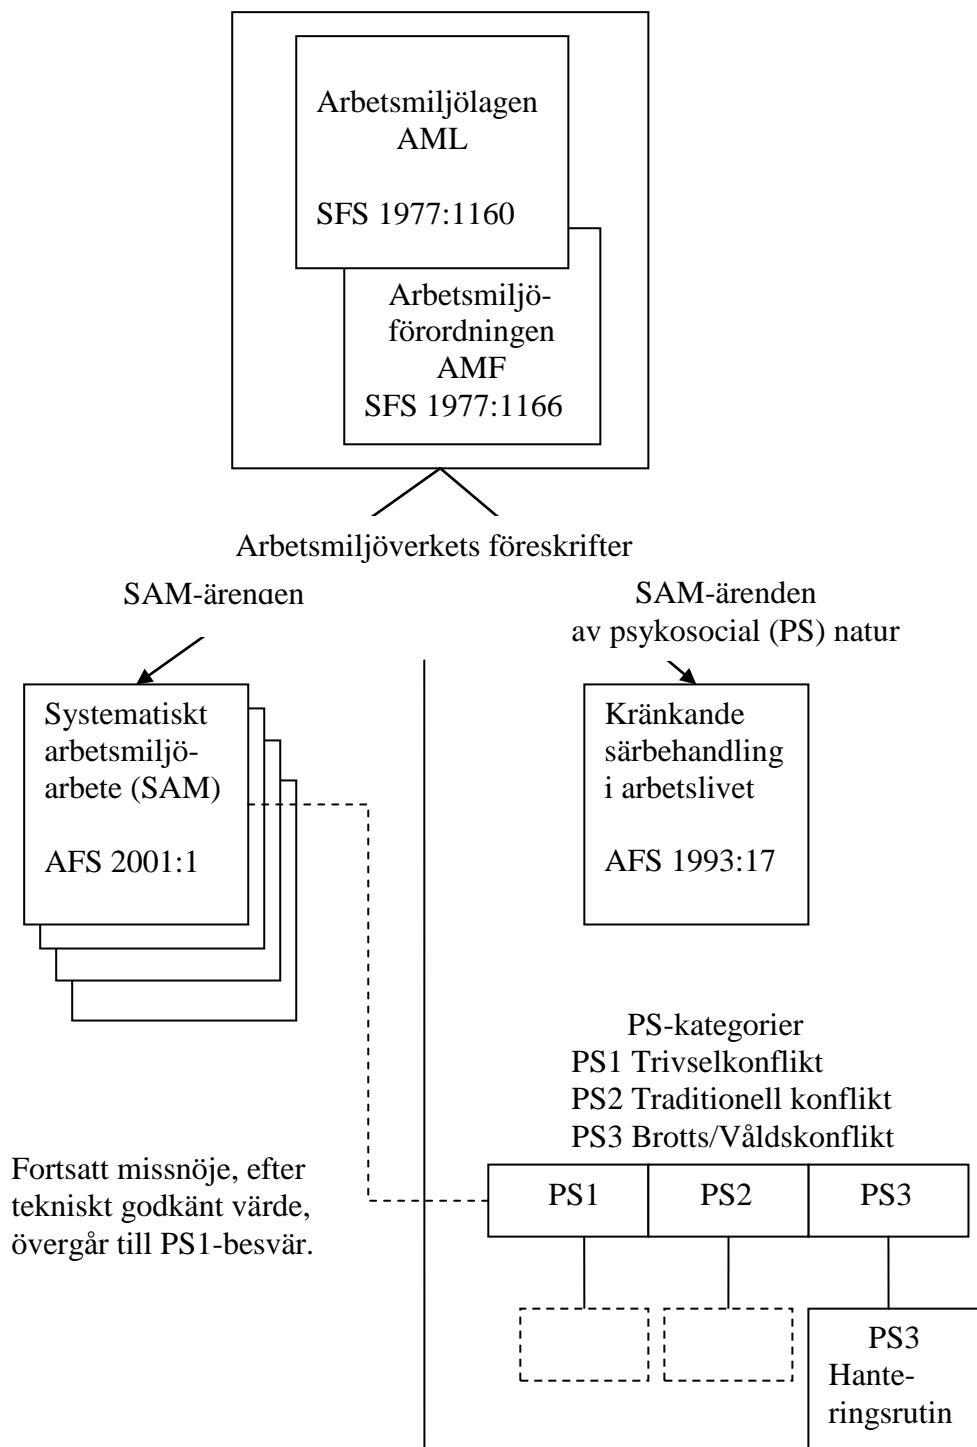 Arbetsmiljölagen
AML
SFS 1977:1160
Arbetsmiljö-
förordningen
AMF
SFS 1977:1166
Arbetsmiljöverkets föreskrifter
SAM-ärenden
SAM-ärenden
av psykosocial (PS) natur
Systematiskt
arbetsmiljö-
arbete (SAM)
AFS 2001:1
Kränkande
särbehandling
i arbetslivet
AFS 1993:17
PS-kategorier
PS1 Trivselkonflikt
PS2 Traditionell konflikt
PS3 Brotts/Våldskonflikt
Fortsatt missnöje, efter
tekniskt godkänt värde,
övergår till PS1-besvär.
PS1 PS2 PS3
PS3
Hante-
ringsrutin